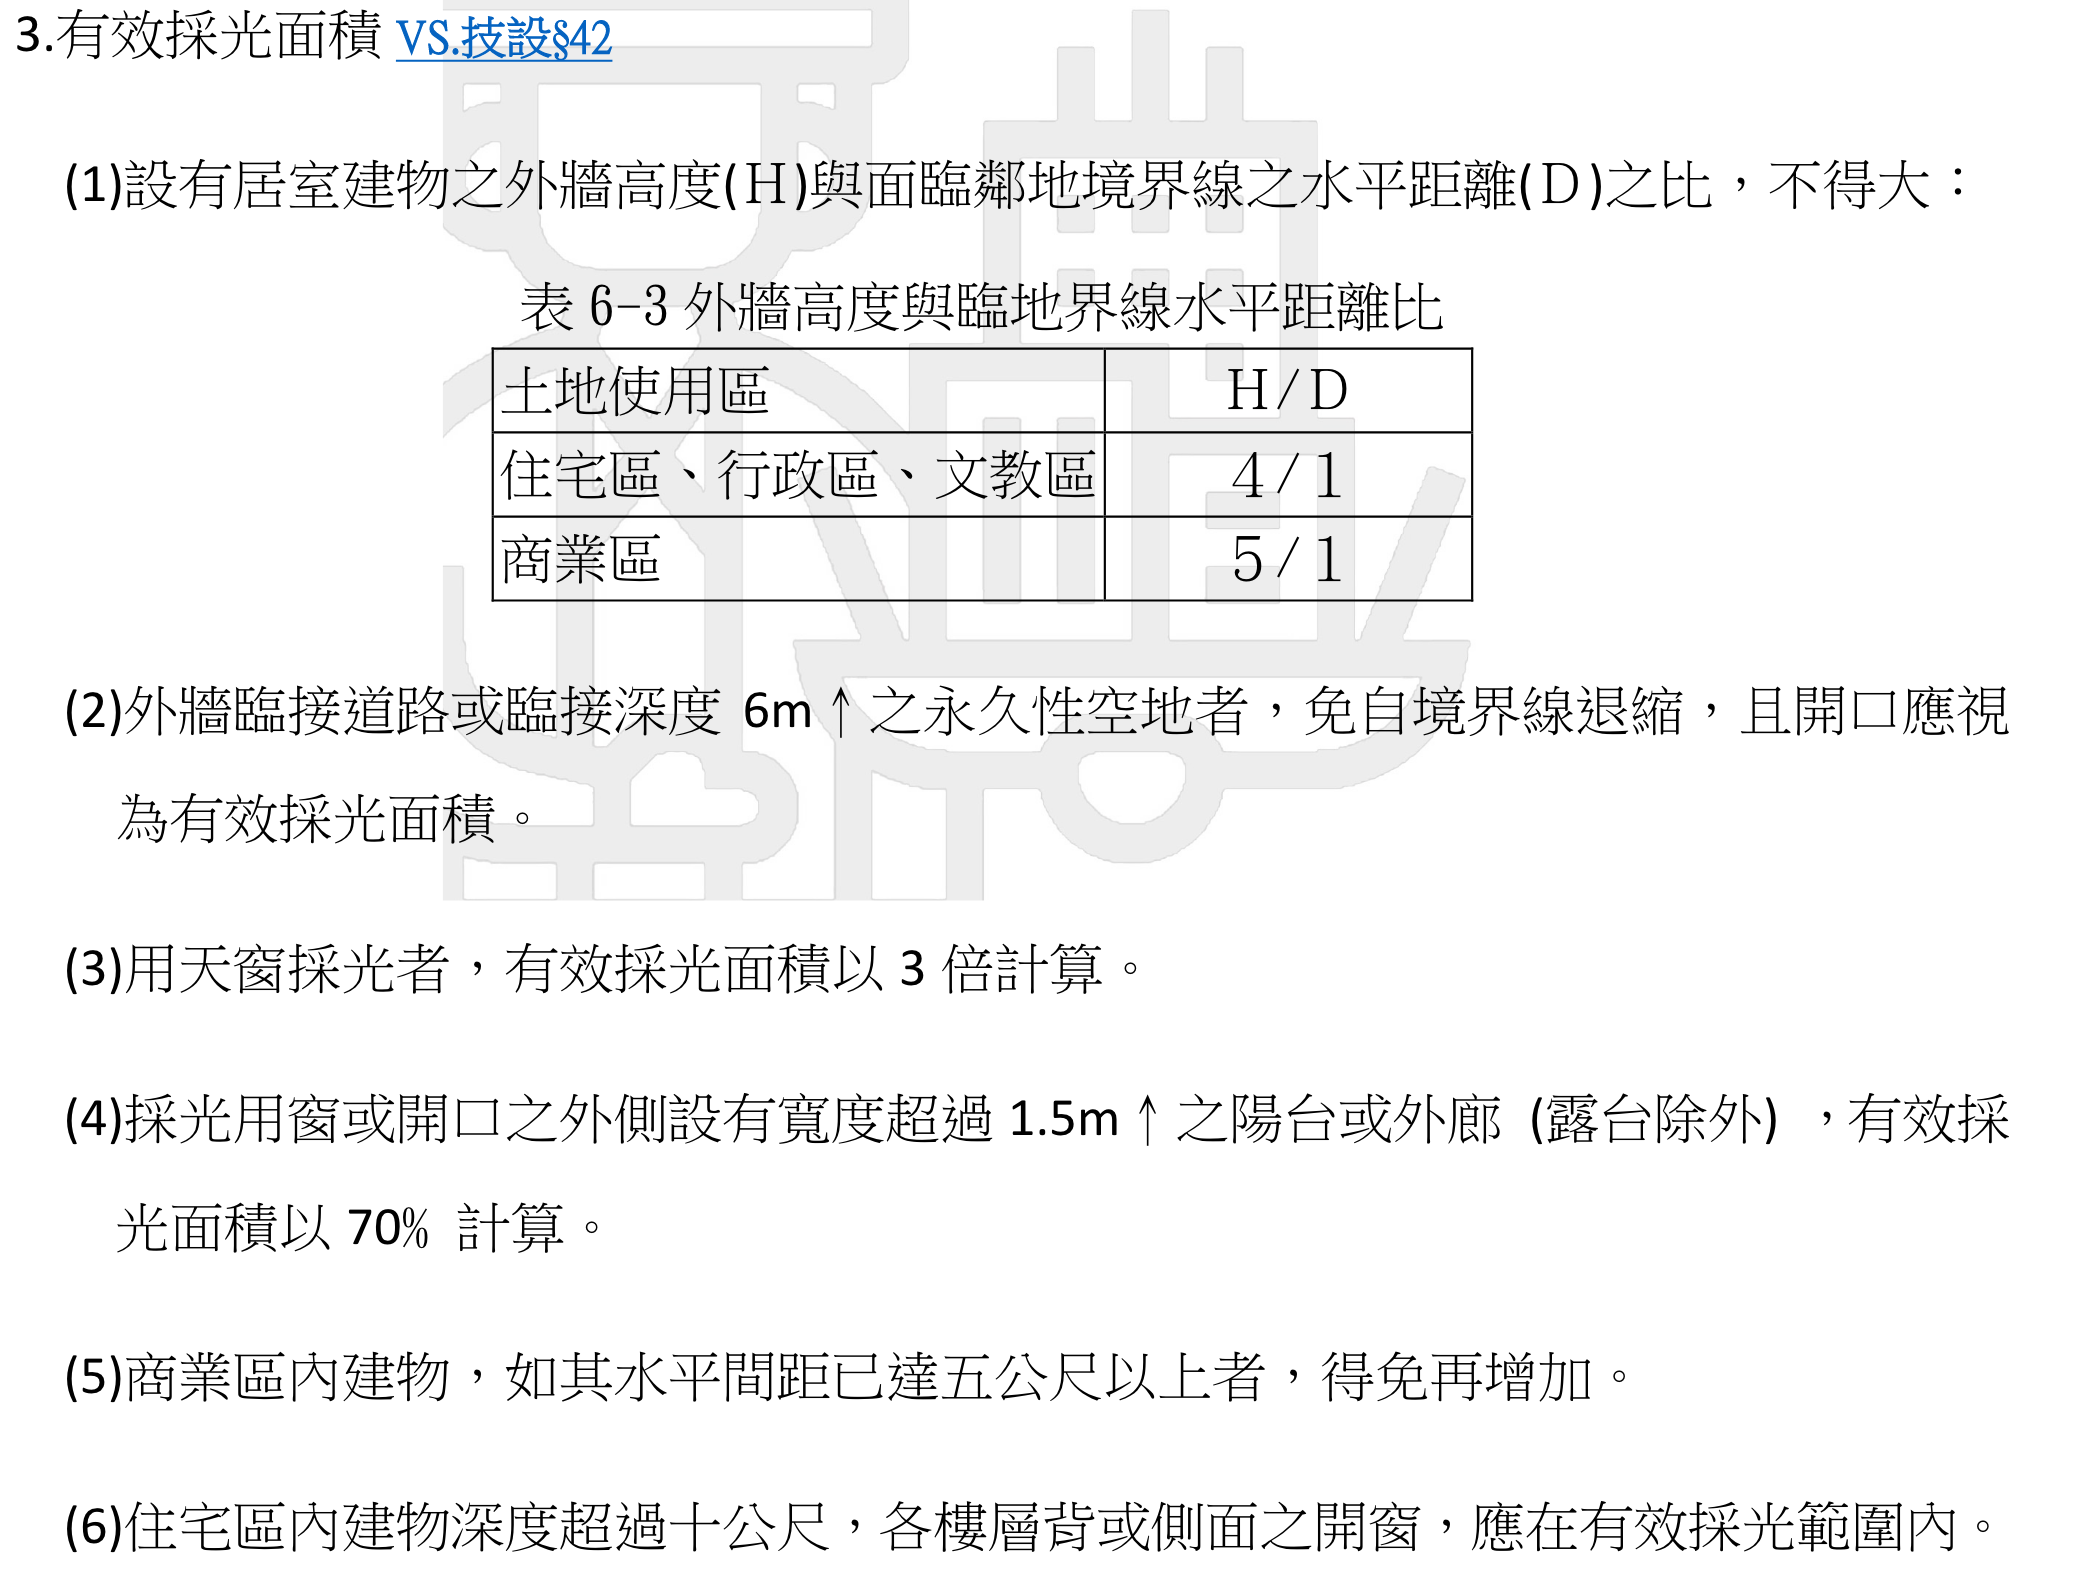 3.有效採光面積 VS.技設§42
(1)設有居室建物之外牆高度(Ｈ)與面臨鄰地境界線之水平距離(Ｄ)之比，不得大：
表 6-3 外牆高度與臨地界線水平距離比
土地使用區 Ｈ/Ｄ
住宅區、行政區、文教區 ４/１
商業區 ５/１
(2)外牆臨接道路或臨接深度 6m↑之永久性空地者，免自境界線退縮，且開口應視
為有效採光面積。
(3)用天窗採光者，有效採光面積以 3 倍計算。
(4)採光用窗或開口之外側設有寬度超過 1.5m↑之陽台或外廊 (露台除外) ，有效採
光面積以 70% 計算。
(5)商業區內建物，如其水平間距已達五公尺以上者，得免再增加。
(6)住宅區內建物深度超過十公尺，各樓層背或側面之開窗，應在有效採光範圍內。